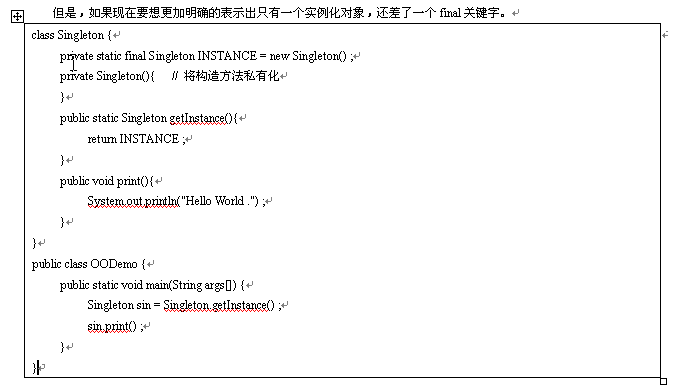 但是，如果现在要想更加明确的表示出只有一个实例化对象，还差了一个 final 关键字。
class Singleton {
private static final Singleton INSTANCE = new Singleton() ;
private Singleton(){ // 将构造方法私有化
}
public static Singleton getInstance(){
return INSTANCE ;
}
public void print(){
System.out.println("Hello World .") ;
}
}
public class OODemo {
public static void main(String args[]) {
Singleton sin = Singleton.getInstance() ;
sin.print() ;
}
}